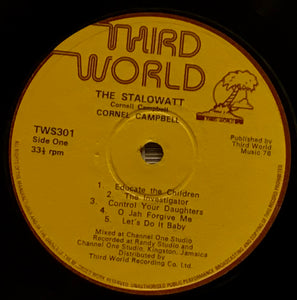 THIRD
WORLD
THE STALOWATT
Cornell Campbell
CORNEL CAMPBELL
TWS301
Side One
33⅓ rpm
Published by
Third World
Music 78
1 Educate the Children
2 The Investigator
3 Control Your Daughters
4 O Jah Forgive Me
5 Let's Do It Baby
Mixed at Channel One Studio
Recorded at Randy Studio and
Channel One Studio, Kingston, Jamaica
Distributed by
Third World Recording Co. Ltd.